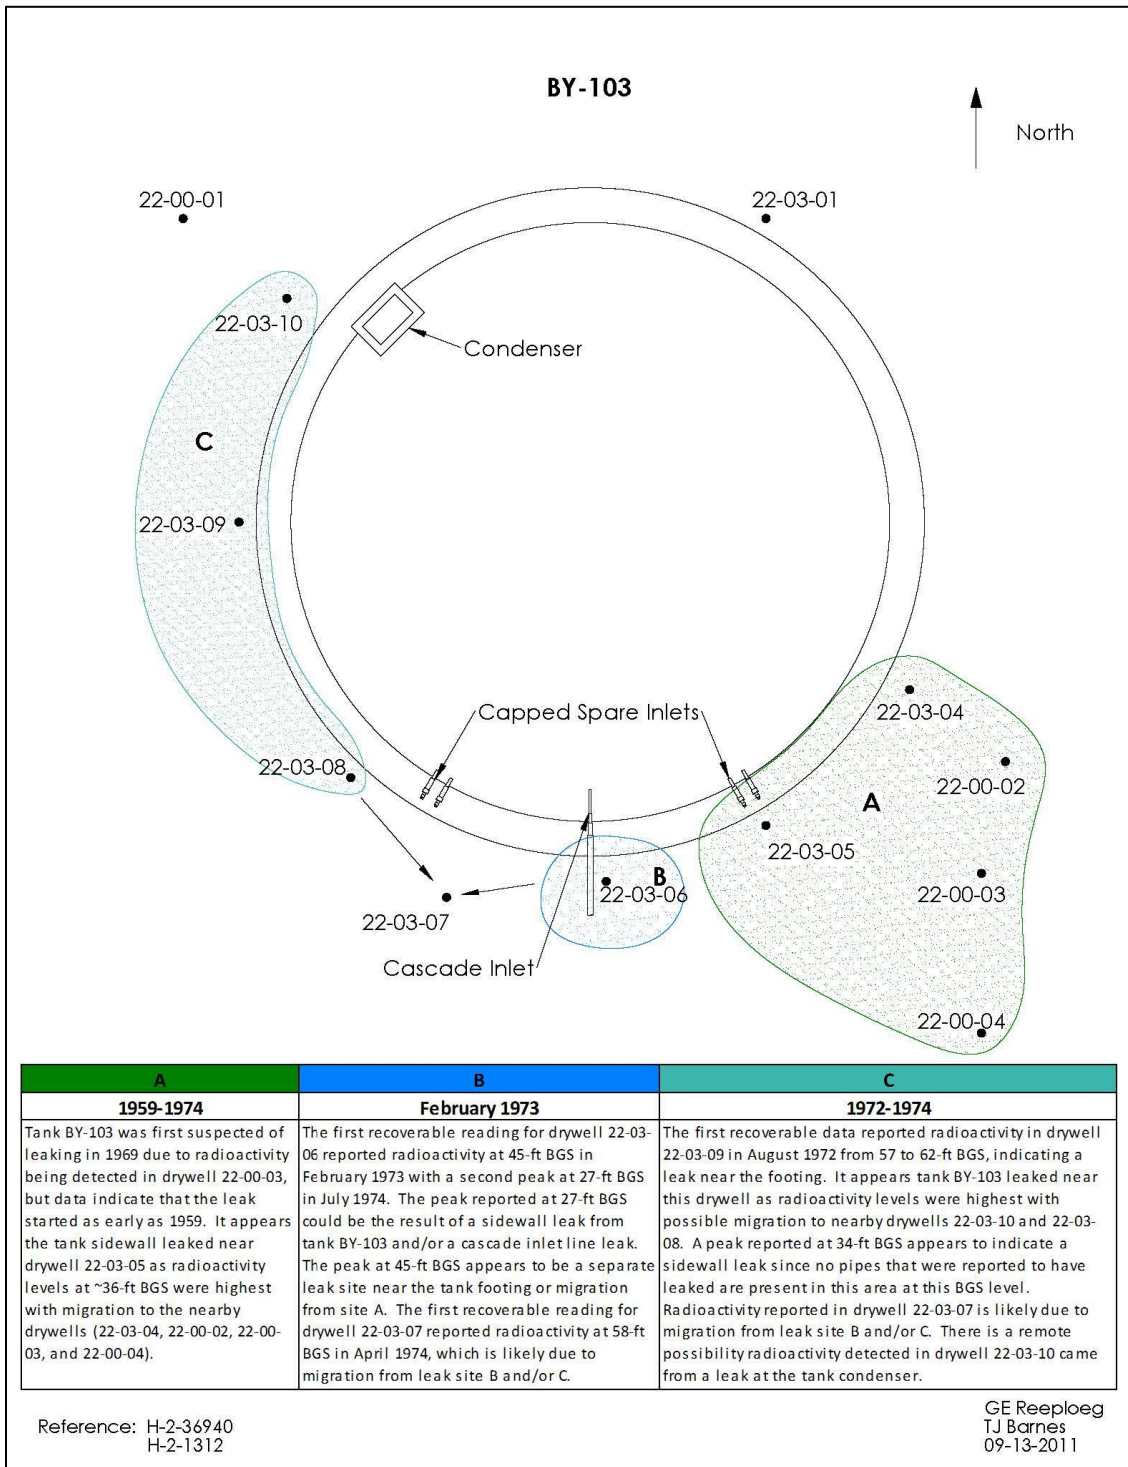 BY-103
North
22-00-01
22-03-01
22-03-10
Condenser
C
22-03-09
Capped Spare Inlets
22-03-04
22-03-08
22-00-02
A
22-03-05
B
22-03-06
22-00-03
22-03-07
Cascade Inlet
22-00-04
A
1959-1974
Tank BY-103 was first suspected of
leaking in 1969 due to radioactivity
being detected in drywell 22-00-03,
but data indicate that the leak
started as early as 1959. It appears
the tank sidewall leaked near
drywell 22-03-05 as radioactivity
levels at ~36-ft BGS were highest
with migration to the nearby
drywells (22-03-04, 22-00-02, 22-00-
03, and 22-00-04).
B
February 1973
The first recoverable reading for drywell 22-03-
06 reported radioactivity at 45-ft BGS in
February 1973 with a second peak at 27-ft BGS
in July 1974. The peak reported at 27-ft BGS
could be the result of a sidewall leak from
tank BY-103 and/or a cascade inlet line leak.
The peak at 45-ft BGS appears to be a separate
leak site near the tank footing or migration
from site A. The first recoverable reading for
drywell 22-03-07 reported radioactivity at 58-ft
BGS in April 1974, which is likely due to
migration from leak site B and/or C.
C
1972-1974
The first recoverable data reported radioactivity in drywell
22-03-09 in August 1972 from 57 to 62-ft BGS, indicating a
leak near the footing. It appears tank BY-103 leaked near
this drywell as radioactivity levels were highest with
possible migration to nearby drywells 22-03-10 and 22-03-
08. A peak reported at 34-ft BGS appears to indicate a
sidewall leak since no pipes that were reported to have
leaked are present in this area at this BGS level.
Radioactivity reported in drywell 22-03-07 is likely due to
migration from leak site B and/or C. There is a remote
possibility radioactivity detected in drywell 22-03-10 came
from a leak at the tank condenser.
Reference: H-2-36940
H-2-1312
GE Reeploeg
TJ Barnes
09-13-2011